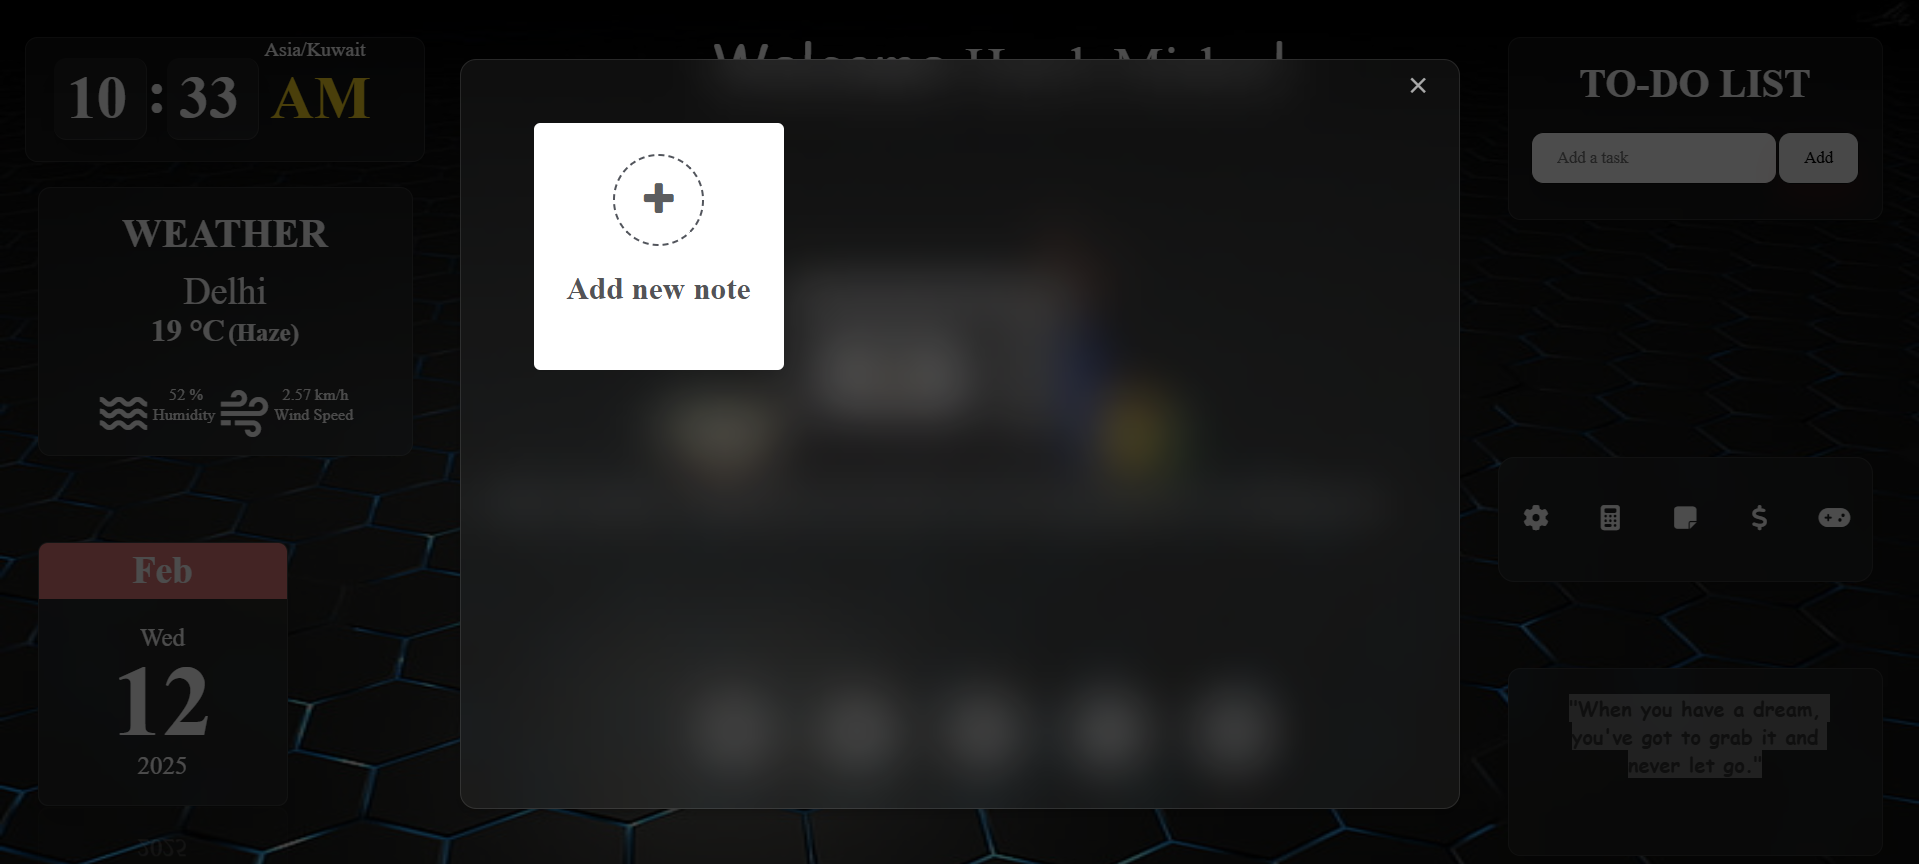 Asia/Kuwait
10 : 33 AM
WEATHER
Delhi
19 °C (Haze)
52 %
Humidity
2.57 km/h
Wind Speed
Feb
Wed
12
2025
2025
Welcome
Add new note
TO-DO LIST
Add a task
Add
"When you have a dream,
you've got to grab it and
never let go."